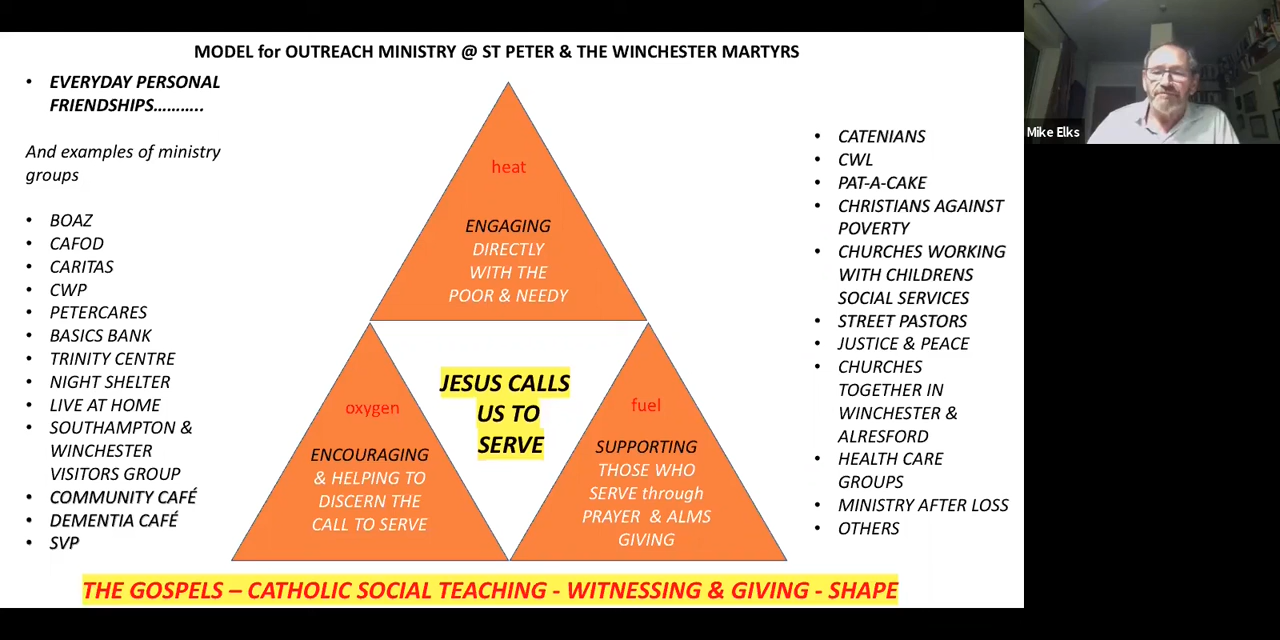 MODEL for OUTREACH MINISTRY @ ST PETER & THE WINCHESTER MARTYRS
• EVERYDAY PERSONAL
FRIENDSHIPS………..
And examples of ministry
groups
• BOAZ
• CAFOD
• CARITAS
• CWP
• PETERCARES
• BASICS BANK
• TRINITY CENTRE
• NIGHT SHELTER
• LIVE AT HOME
• SOUTHAMPTON &
WINCHESTER
VISITORS GROUP
• COMMUNITY CAFÉ
• DEMENTIA CAFÉ
• SVP
heat
ENGAGING
DIRECTLY
WITH THE
POOR & NEEDY
oxygen
ENCOURAGING
& HELPING TO
DISCERN THE
CALL TO SERVE
JESUS CALLS
US TO
SERVE
fuel
SUPPORTING
THOSE WHO
SERVE through
PRAYER & ALMS
GIVING
• CATENIANS
• CWL
• PAT-A-CAKE
• CHRISTIANS AGAINST
POVERTY
• CHURCHES WORKING
WITH CHILDRENS
SOCIAL SERVICES
• STREET PASTORS
• JUSTICE & PEACE
• CHURCHES
TOGETHER IN
WINCHESTER &
ALRESFORD
• HEALTH CARE
GROUPS
• MINISTRY AFTER LOSS
• OTHERS
THE GOSPELS – CATHOLIC SOCIAL TEACHING - WITNESSING & GIVING - SHAPE
Mike Elks